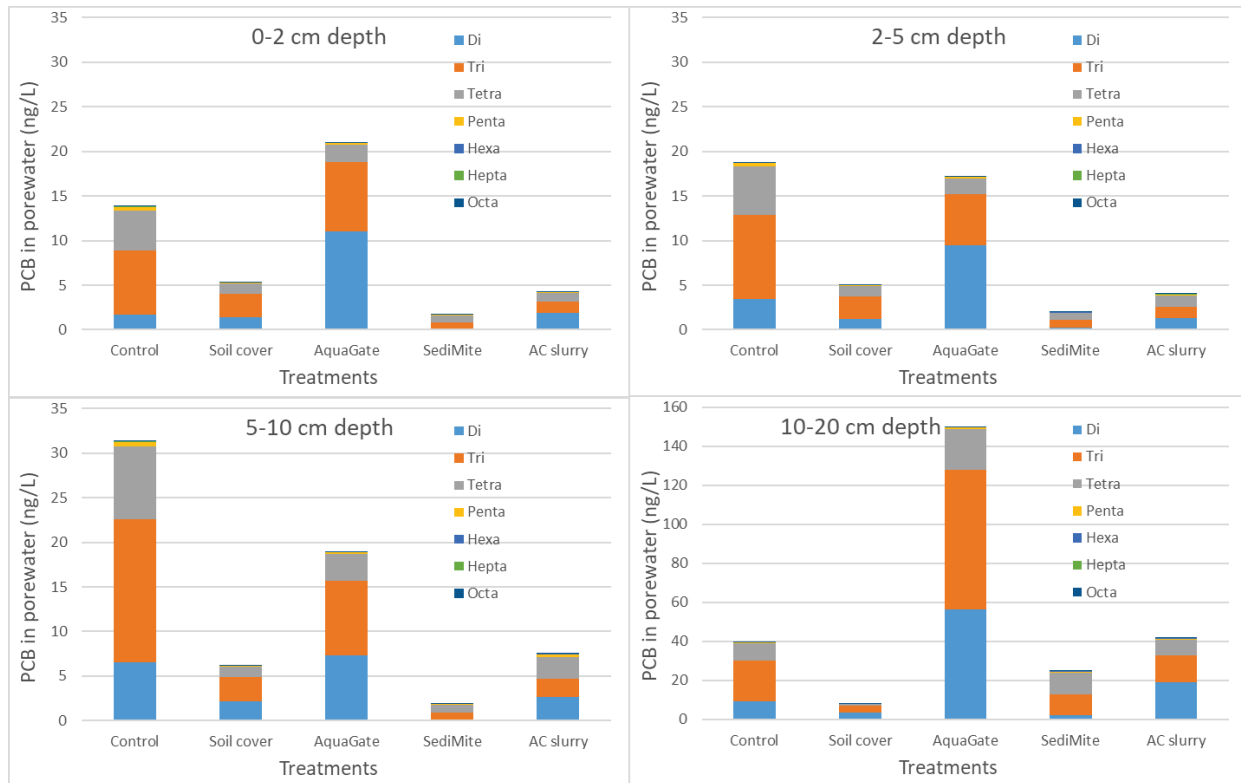 0-2 cm depth
PCB in porewater (ng/L)
35
30
25
20
15
10
5
0
Di
Tri
Tetra
Penta
Hexa
Hepta
Octa
Control Soil cover AquaGate SediMite AC slurry
Treatments
2-5 cm depth
PCB in porewater (ng/L)
35
30
25
20
15
10
5
0
Di
Tri
Tetra
Penta
Hexa
Hepta
Octa
Control Soil cover AquaGate SediMite AC slurry
Treatments
5-10 cm depth
PCB in porewater (ng/L)
35
30
25
20
15
10
5
0
Di
Tri
Tetra
Penta
Hexa
Hepta
Octa
Control Soil cover AquaGate SediMite AC slurry
Treatments
10-20 cm depth
PCB in porewater (ng/L)
160
140
120
100
80
60
40
20
0
Di
Tri
Tetra
Penta
Hexa
Hepta
Octa
Control Soil cover AquaGate SediMite AC slurry
Treatments